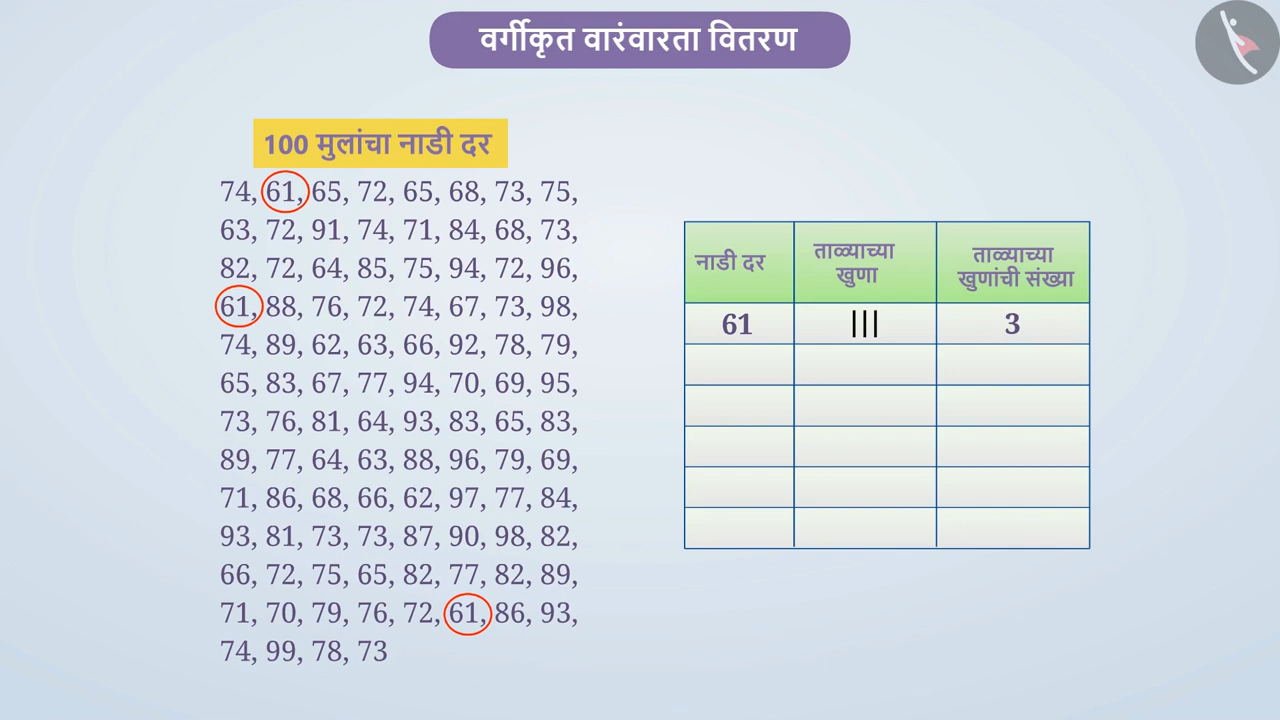 वर्गीकृत वारंवारता वितरण
100 मुलांचा नाडी दर
74, 61, 65, 72, 65, 68, 73, 75,
63, 72, 91, 74, 71, 84, 68, 73,
82, 72, 64, 85, 75, 94, 72, 96,
61, 88, 76, 72, 74, 67, 73, 98,
74, 89, 62, 63, 66, 92, 78, 79,
65, 83, 67, 77, 94, 70, 69, 95,
73, 76, 81, 64, 93, 83, 65, 83,
89, 77, 64, 63, 88, 96, 79, 69,
71, 86, 68, 66, 62, 97, 77, 84,
93, 81, 73, 73, 87, 90, 98, 82,
66, 72, 75, 65, 82, 77, 82, 89,
71, 70, 79, 76, 72, 61, 86, 93,
74, 99, 78, 73
नाडी दर
ताळ्याच्या
खुणा
ताळ्याच्या
खुणांची संख्या
61 ||| 3